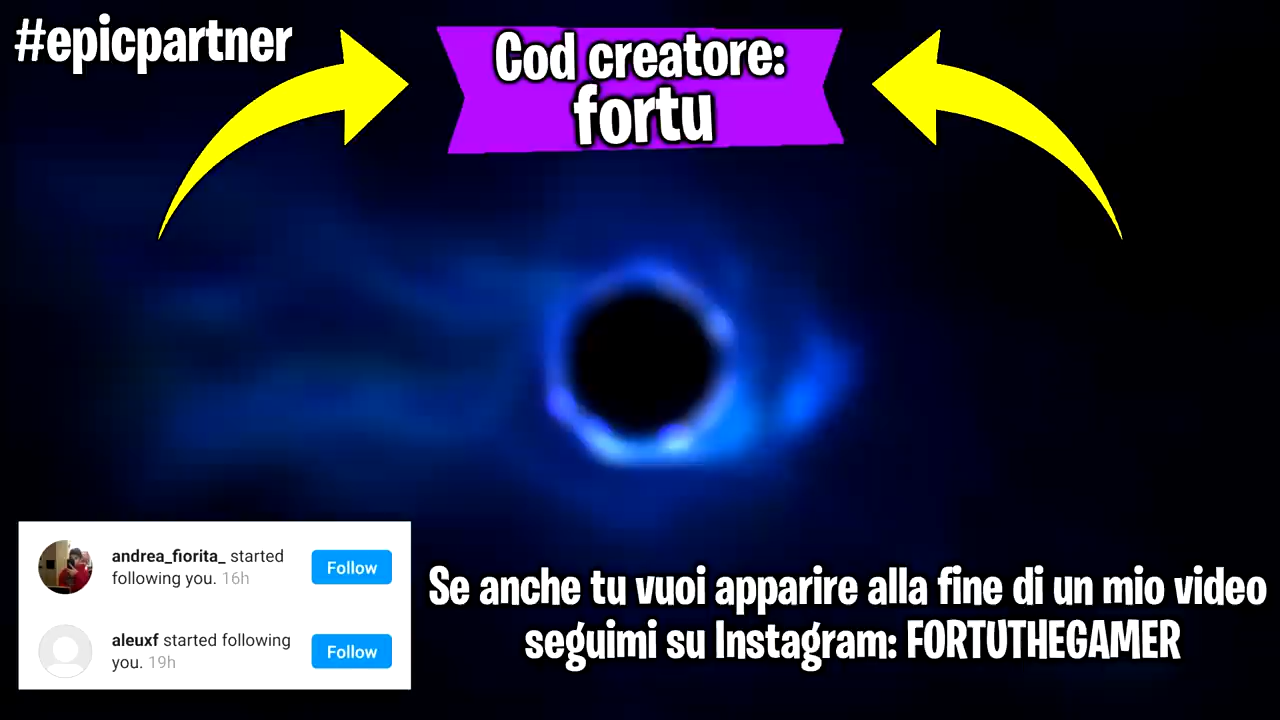 #epicpartner
Cod creatore:
fortu
andrea_fiorita_ started
following you. 16h
Follow
aleuxf started following
you. 19h
Follow
Se anche tu vuoi apparire alla fine di un mio video
seguimi su Instagram: FORTUTHEGAMER